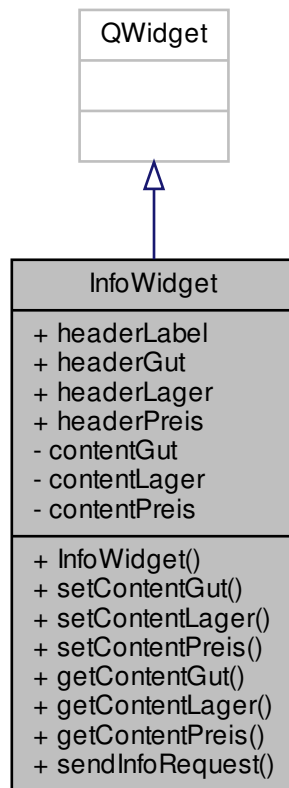 QWidget
InfoWidget
+ headerLabel
+ headerGut
+ headerLager
+ headerPreis
- contentGut
- contentLager
- contentPreis
+ InfoWidget()
+ setContentGut()
+ setContentLager()
+ setContentPreis()
+ getContentGut()
+ getContentLager()
+ getContentPreis()
+ sendInfoRequest()